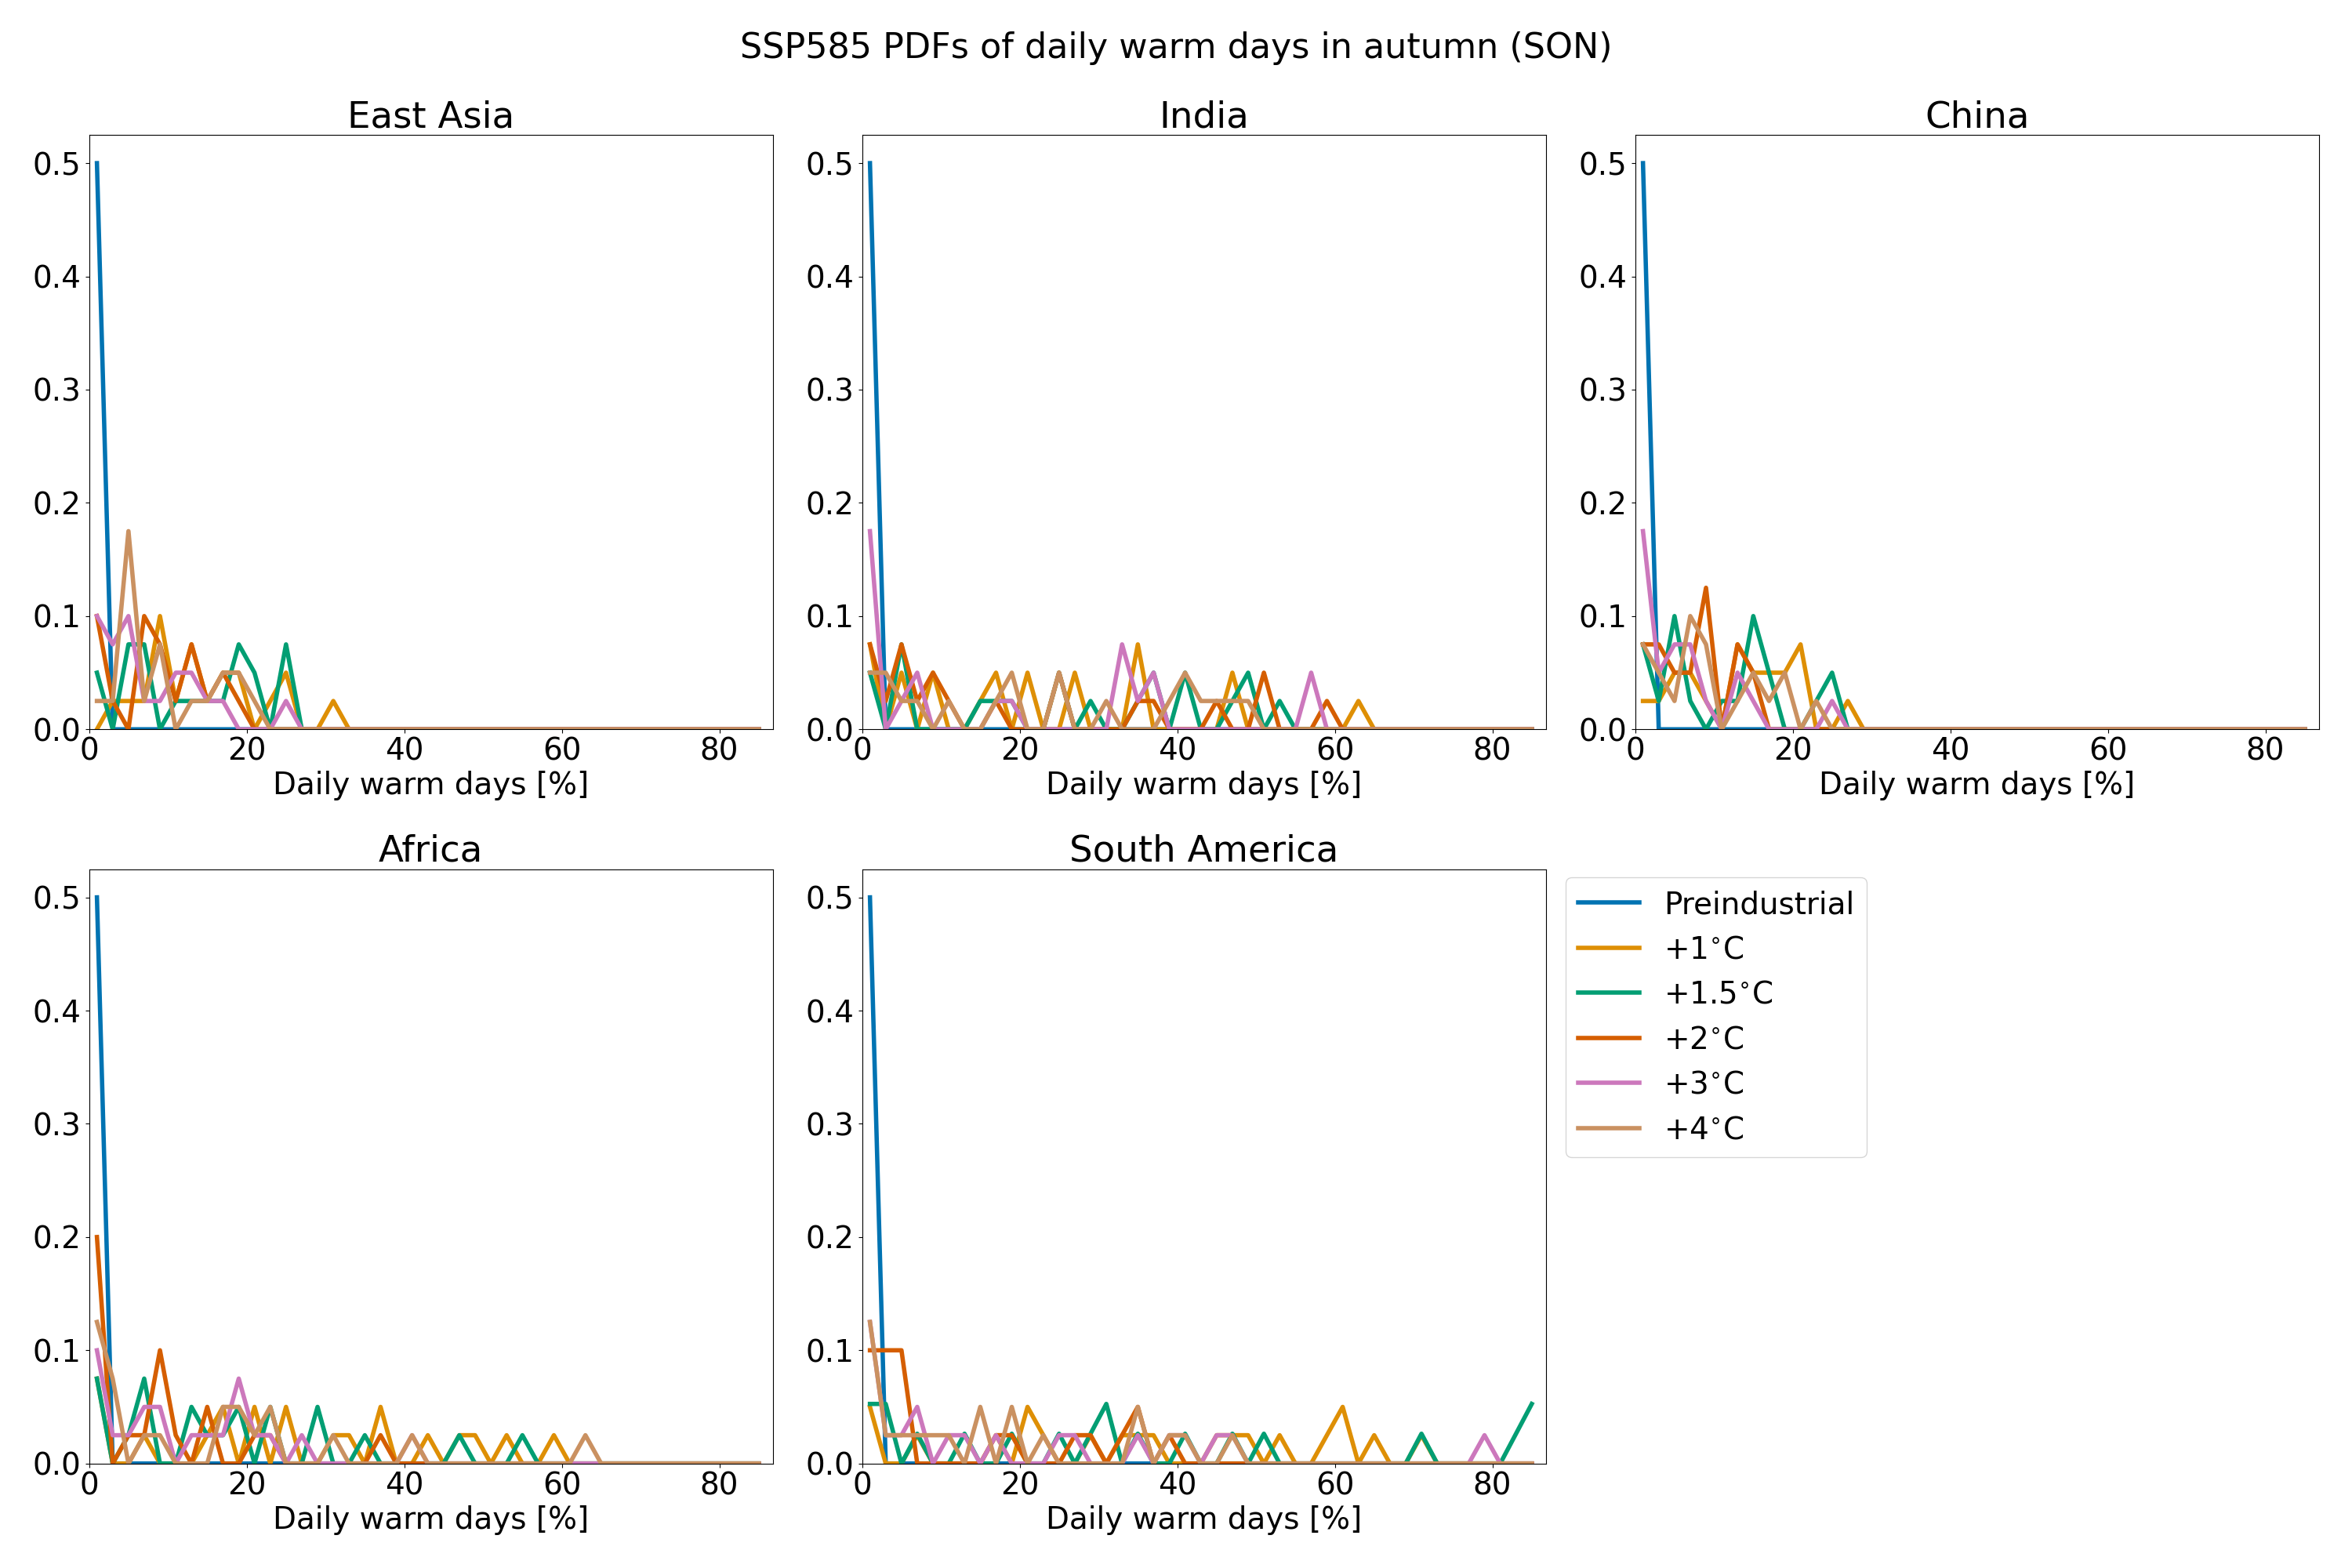 SSP585 PDFs of daily warm days in autumn (SON)
East Asia
0.5
0.4
0.3
0.2
0.1
0.0
0 20 40 60 80
Daily warm days [%]
India
0.5
0.4
0.3
0.2
0.1
0.0
0 20 40 60 80
Daily warm days [%]
China
0.5
0.4
0.3
0.2
0.1
0.0
0 20 40 60 80
Daily warm days [%]
Africa
0.5
0.4
0.3
0.2
0.1
0.0
0 20 40 60 80
Daily warm days [%]
South America
0.5
0.4
0.3
0.2
0.1
0.0
0 20 40 60 80
Daily warm days [%]
Preindustrial
+1°C
+1.5°C
+2°C
+3°C
+4°C